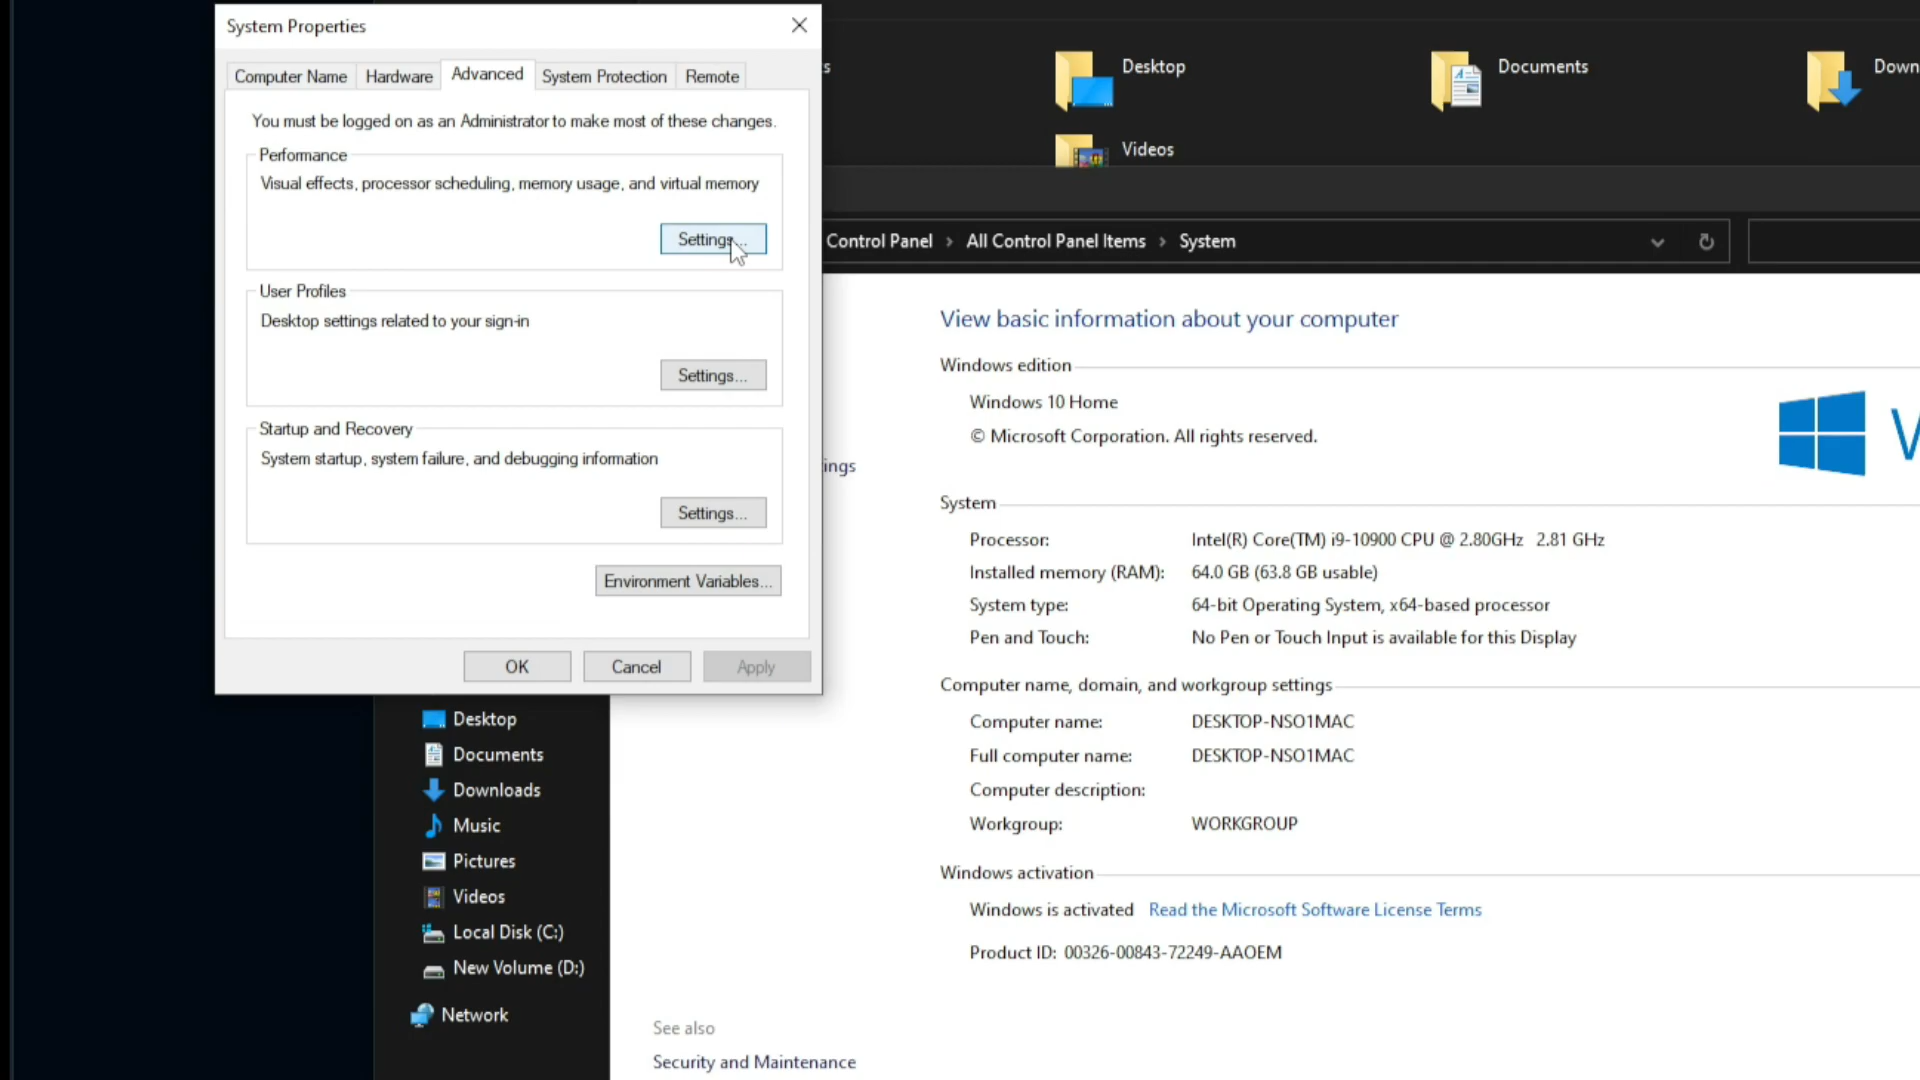 System Properties
Computer Name
Hardware
Advanced
System Protection
Remote
You must be logged on as an Administrator to make most of these changes.
Performance
Visual effects, processor scheduling, memory usage, and virtual memory
Settings...
User Profiles
Desktop settings related to your sign-in
Settings...
Startup and Recovery
System startup, system failure, and debugging information
Settings...
Environment Variables...
OK
Cancel
Apply
Desktop
Documents
Down
Videos
Control Panel > All Control Panel Items > System
ings
View basic information about your computer
Windows edition
Windows 10 Home
© Microsoft Corporation. All rights reserved.
System
Processor: Intel(R) Core(TM) i9-10900 CPU @ 2.80GHz 2.81 GHz
Installed memory (RAM): 64.0 GB (63.8 GB usable)
System type: 64-bit Operating System, x64-based processor
Pen and Touch: No Pen or Touch Input is available for this Display
Computer name, domain, and workgroup settings
Computer name: DESKTOP-NSO1MAC
Full computer name: DESKTOP-NSO1MAC
Computer description:
Workgroup: WORKGROUP
Windows activation
Windows is activated Read the Microsoft Software License Terms
Product ID: 00326-00843-72249-AAOEM
Desktop
Documents
Downloads
Music
Pictures
Videos
Local Disk (C:)
New Volume (D:)
Network
See also
Security and Maintenance